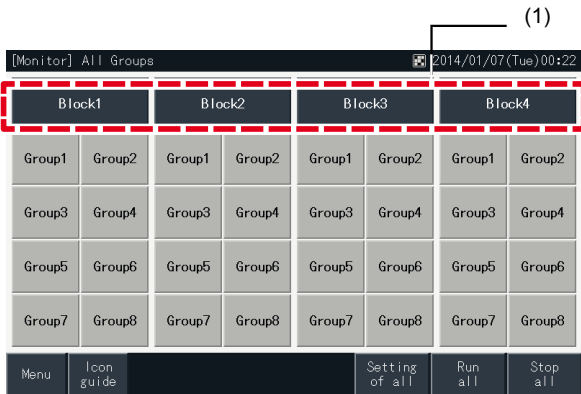 (1)
[Monitor] All Groups 2014/01/07(Tue)00:22
Block1 Block2 Block3 Block4
Group1 Group2 Group1 Group2 Group1 Group2 Group1 Group2
Group3 Group4 Group3 Group4 Group3 Group4 Group3 Group4
Group5 Group6 Group5 Group6 Group5 Group6 Group5 Group6
Group7 Group8 Group7 Group8 Group7 Group8 Group7 Group8
Menu Icon guide Setting of all Run all Stop all